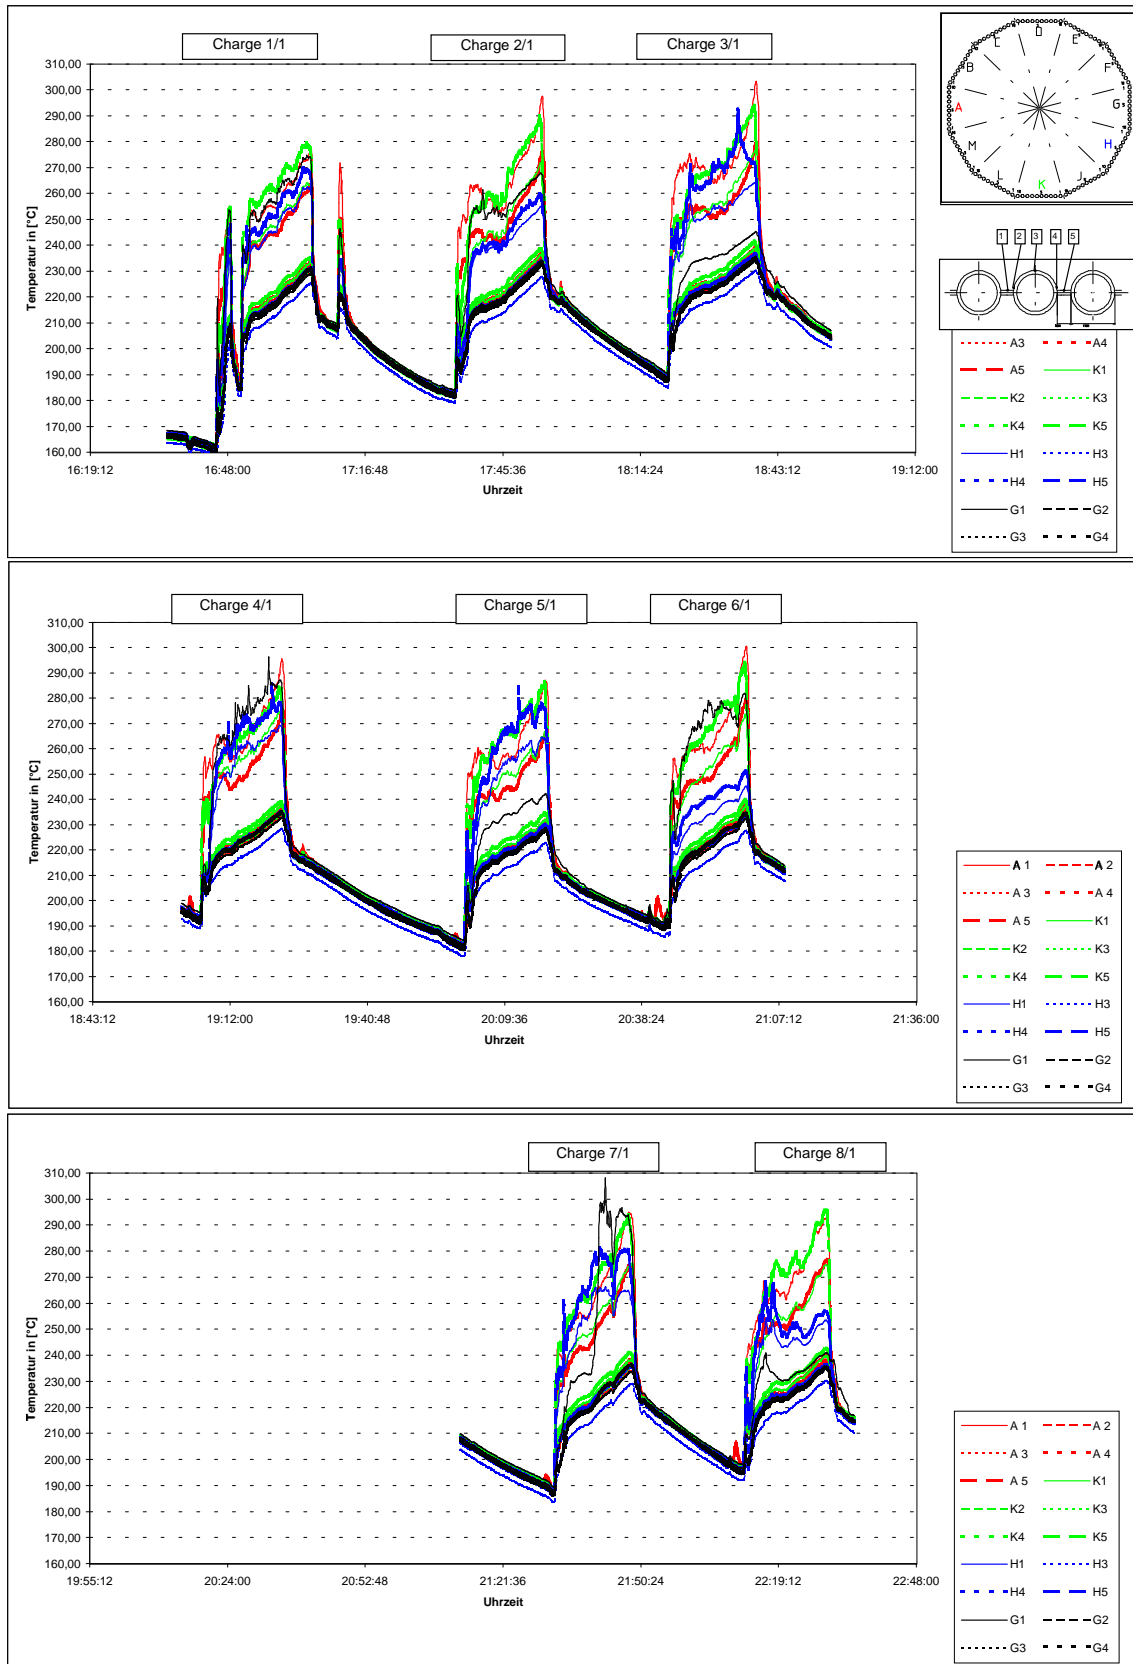 Charge 1/1 Charge 2/1 Charge 3/1
310,00
300,00
290,00
280,00
270,00
260,00
250,00
240,00
230,00
220,00
210,00
200,00
190,00
180,00
170,00
160,00
Temperatur in [°C]
16:19:12 16:48:00 17:16:48 17:45:36 18:14:24 18:43:12 19:12:00
Uhrzeit
D
C E
B F
A G
M H
L J
K
1 2 3 4 5
A3 A4
A5 K1
K2 K3
K4 K5
H1 H3
H4 H5
G1 G2
G3 G4
Charge 4/1 Charge 5/1 Charge 6/1
310,00
300,00
290,00
280,00
270,00
260,00
250,00
240,00
230,00
220,00
210,00
200,00
190,00
180,00
170,00
160,00
Temperatur in [°C]
18:43:12 19:12:00 19:40:48 20:09:36 20:38:24 21:07:12 21:36:00
Uhrzeit
A 1 A 2
A 3 A 4
A 5 K1
K2 K3
K4 K5
H1 H3
H4 H5
G1 G2
G3 G4
Charge 7/1 Charge 8/1
310,00
300,00
290,00
280,00
270,00
260,00
250,00
240,00
230,00
220,00
210,00
200,00
190,00
180,00
170,00
160,00
Temperatur in [°C]
19:55:12 20:24:00 20:52:48 21:21:36 21:50:24 22:19:12 22:48:00
Uhrzeit
A 1 A 2
A 3 A 4
A 5 K1
K2 K3
K4 K5
H1 H3
H4 H5
G1 G2
G3 G4